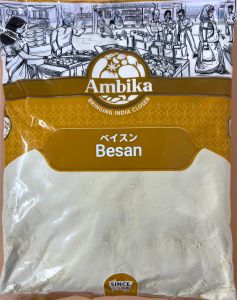 Ambika
BRINGING INDIA CLOSER
ベイスン
Besan
SINCE